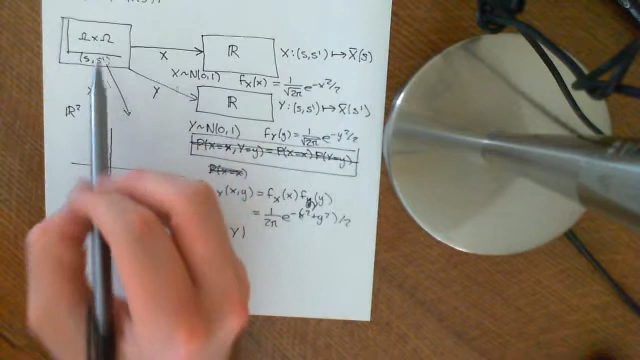 Ω×Ω
(s,s')
X
ℝ
X:(s,s')↦X̄(s)
X~N(0,1) f_X(x) = 1/√2π e^-x²/2
Y
ℝ
Y:(s,s')↦X̄(s')
ℝ²
Y~N(0,1) f_Y(y) = 1/√2π e^-y²/2
P(X=x,Y=y) = P(X=x)P(Y=y)
P(X=x)
(x,y) = f_X(x) f_Y(y)
= 1/2π e^-(x²+y²)/2
Y)